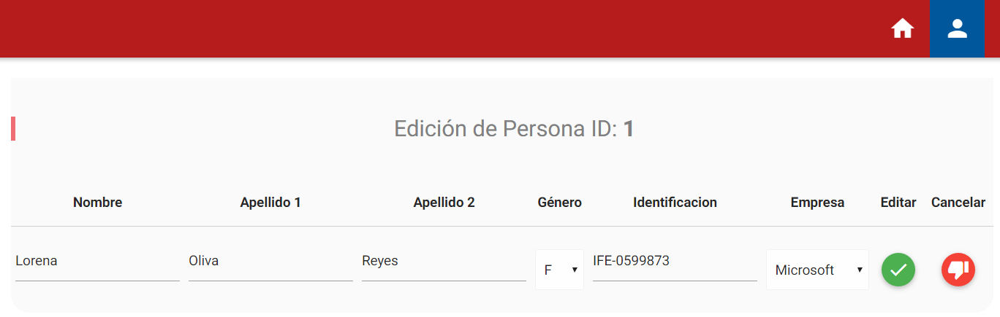 Edición de Persona ID: 1
Nombre Apellido 1 Apellido 2 Género Identificacion Empresa Editar Cancelar
Lorena Oliva Reyes F IFE-0599873 Microsoft